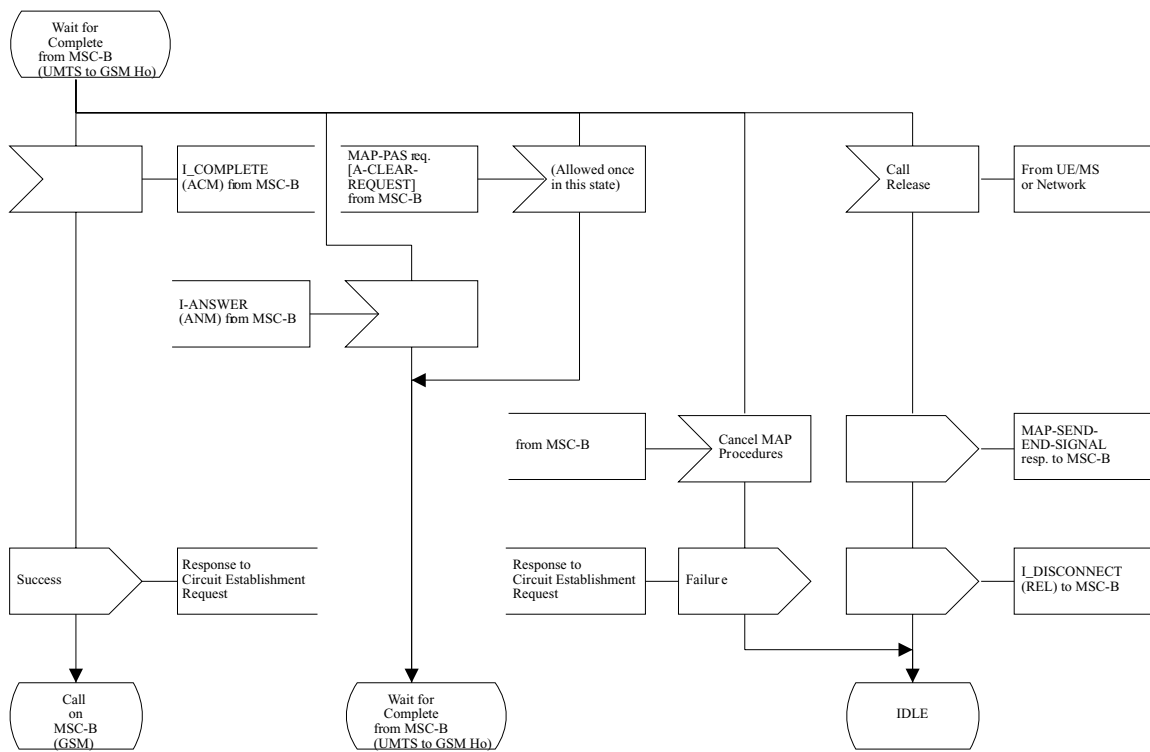 Wait for
Complete
from MSC-B
(UMTS to GSM Ho)
I_COMPLETE
(ACM) from MSC-B
MAP-PAS req.
[A-CLEAR-
REQUEST]
from MSC-B
(Allowed once
in this state)
Call
Release
From UE/MS
or Network
I-ANSWER
(ANM) from MSC-B
from MSC-B
Cancel MAP
Procedures
MAP-SEND-
END-SIGNAL
resp. to MSC-B
Success
Response to
Circuit Establishment
Request
Response to
Circuit Establishment
Request
Failure
I_DISCONNECT
(REL) to MSC-B
Call
on
MSC-B
(GSM)
Wait for
Complete
from MSC-B
(UMTS to GSM Ho)
IDLE